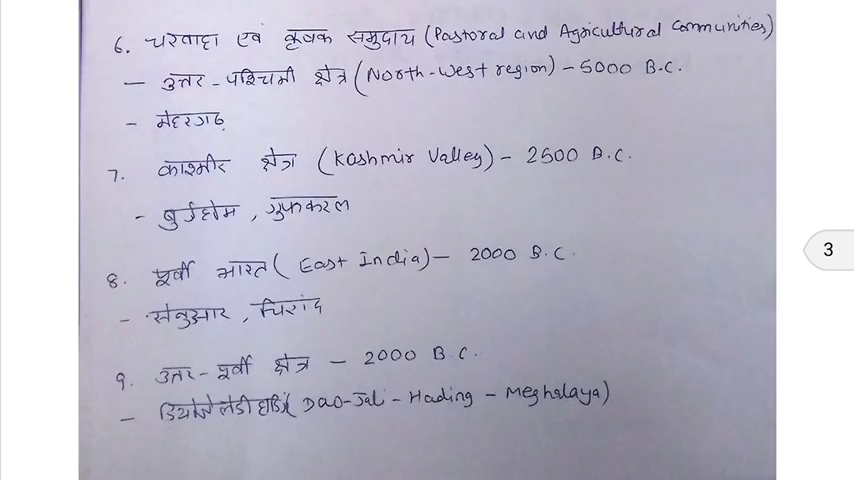 6. चरवाहा एवं कृषक समुदाय (Pastoral and Agricultural Communities)
- उत्तर-पश्चिमी क्षेत्र (North-West region) - 5000 B.C.
- मेहरगढ़
7. काश्मीर क्षेत्र (Kashmir Valley) - 2500 B.C.
- बुर्जहोम, गुफकराल
8. पूर्वी भारत (East India) - 2000 B.C.
- सेनुआर, चिरांद
9. उत्तर-पूर्वी क्षेत्र - 2000 B.C.
- (Dao-Jali-Hading - Meghalaya)
3